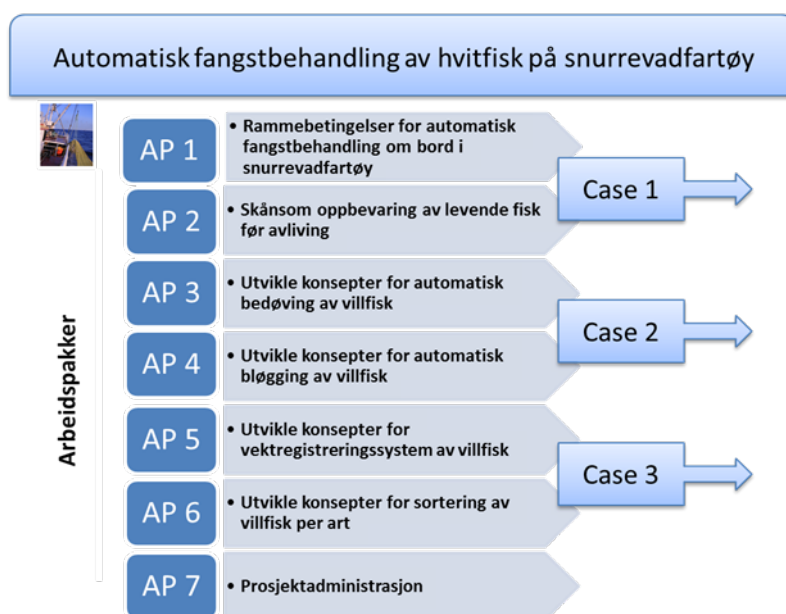 Automatisk fangstbehandling av hvitfisk på snurrevadfartøy
Arbeidspakker
AP 1
• Rammebetingelser for automatisk
fangstbehandling om bord i
snurrevadfartøy
AP 2
• Skånsom oppbevaring av levende fisk
før avliving
Case 1
AP 3
• Utvikle konsepter for automatisk
bedøving av villfisk
AP 4
• Utvikle konsepter for automatisk
bløgging av villfisk
Case 2
AP 5
• Utvikle konsepter for
vektregistreringssystem av villfisk
AP 6
• Utvikle konsepter for sortering av
villfisk per art
Case 3
AP 7
• Prosjektadministrasjon